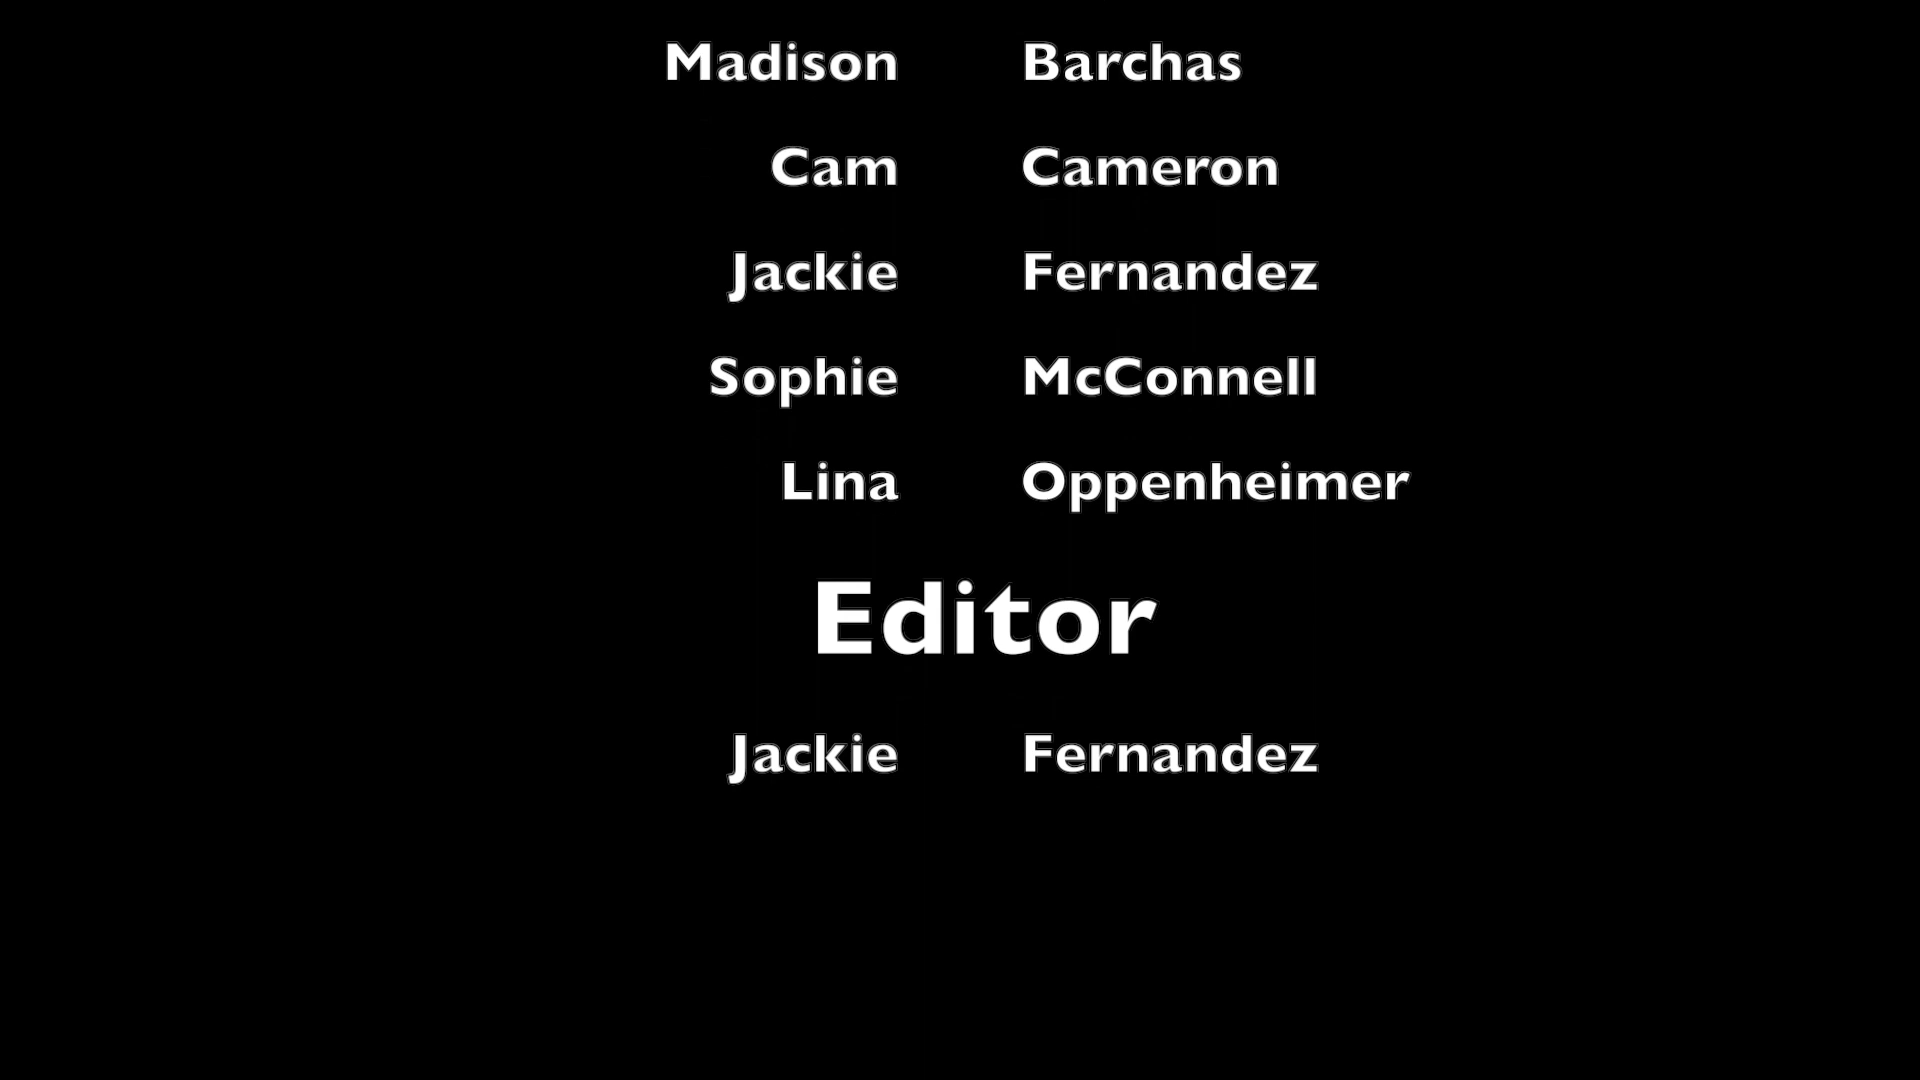 Madison Barchas
Cam Cameron
Jackie Fernandez
Sophie McConnell
Lina Oppenheimer
Editor
Jackie Fernandez